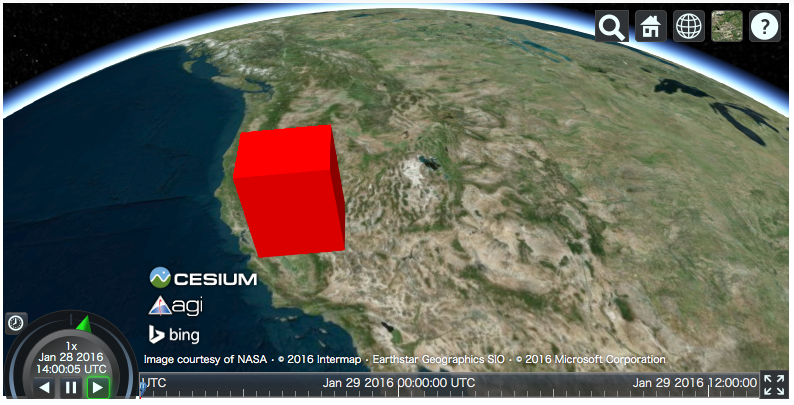 ?
CESIUM
agi
bing
Image courtesy of NASA · © 2016 Intermap · Earthstar Geographics SIO · © 2016 Microsoft Corporation
1x
Jan 28 2016
14:00:05 UTC
UTC
Jan 29 2016 00:00:00 UTC
Jan 29 2016 12:00:00